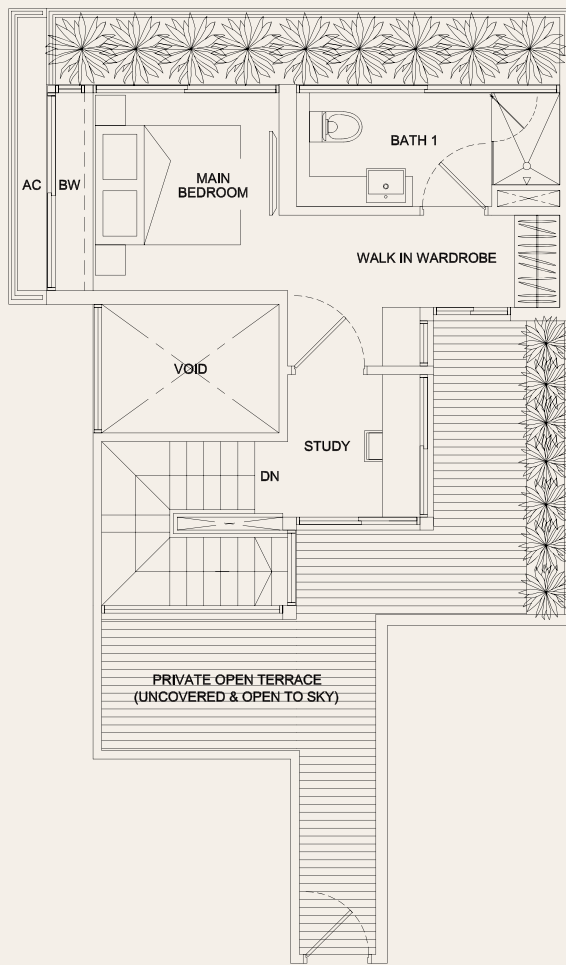 BATH 1
AC
BW
MAIN
BEDROOM
WALK IN WARDROBE
VOID
STUDY
DN
PRIVATE OPEN TERRACE
(UNCOVERED & OPEN TO SKY)